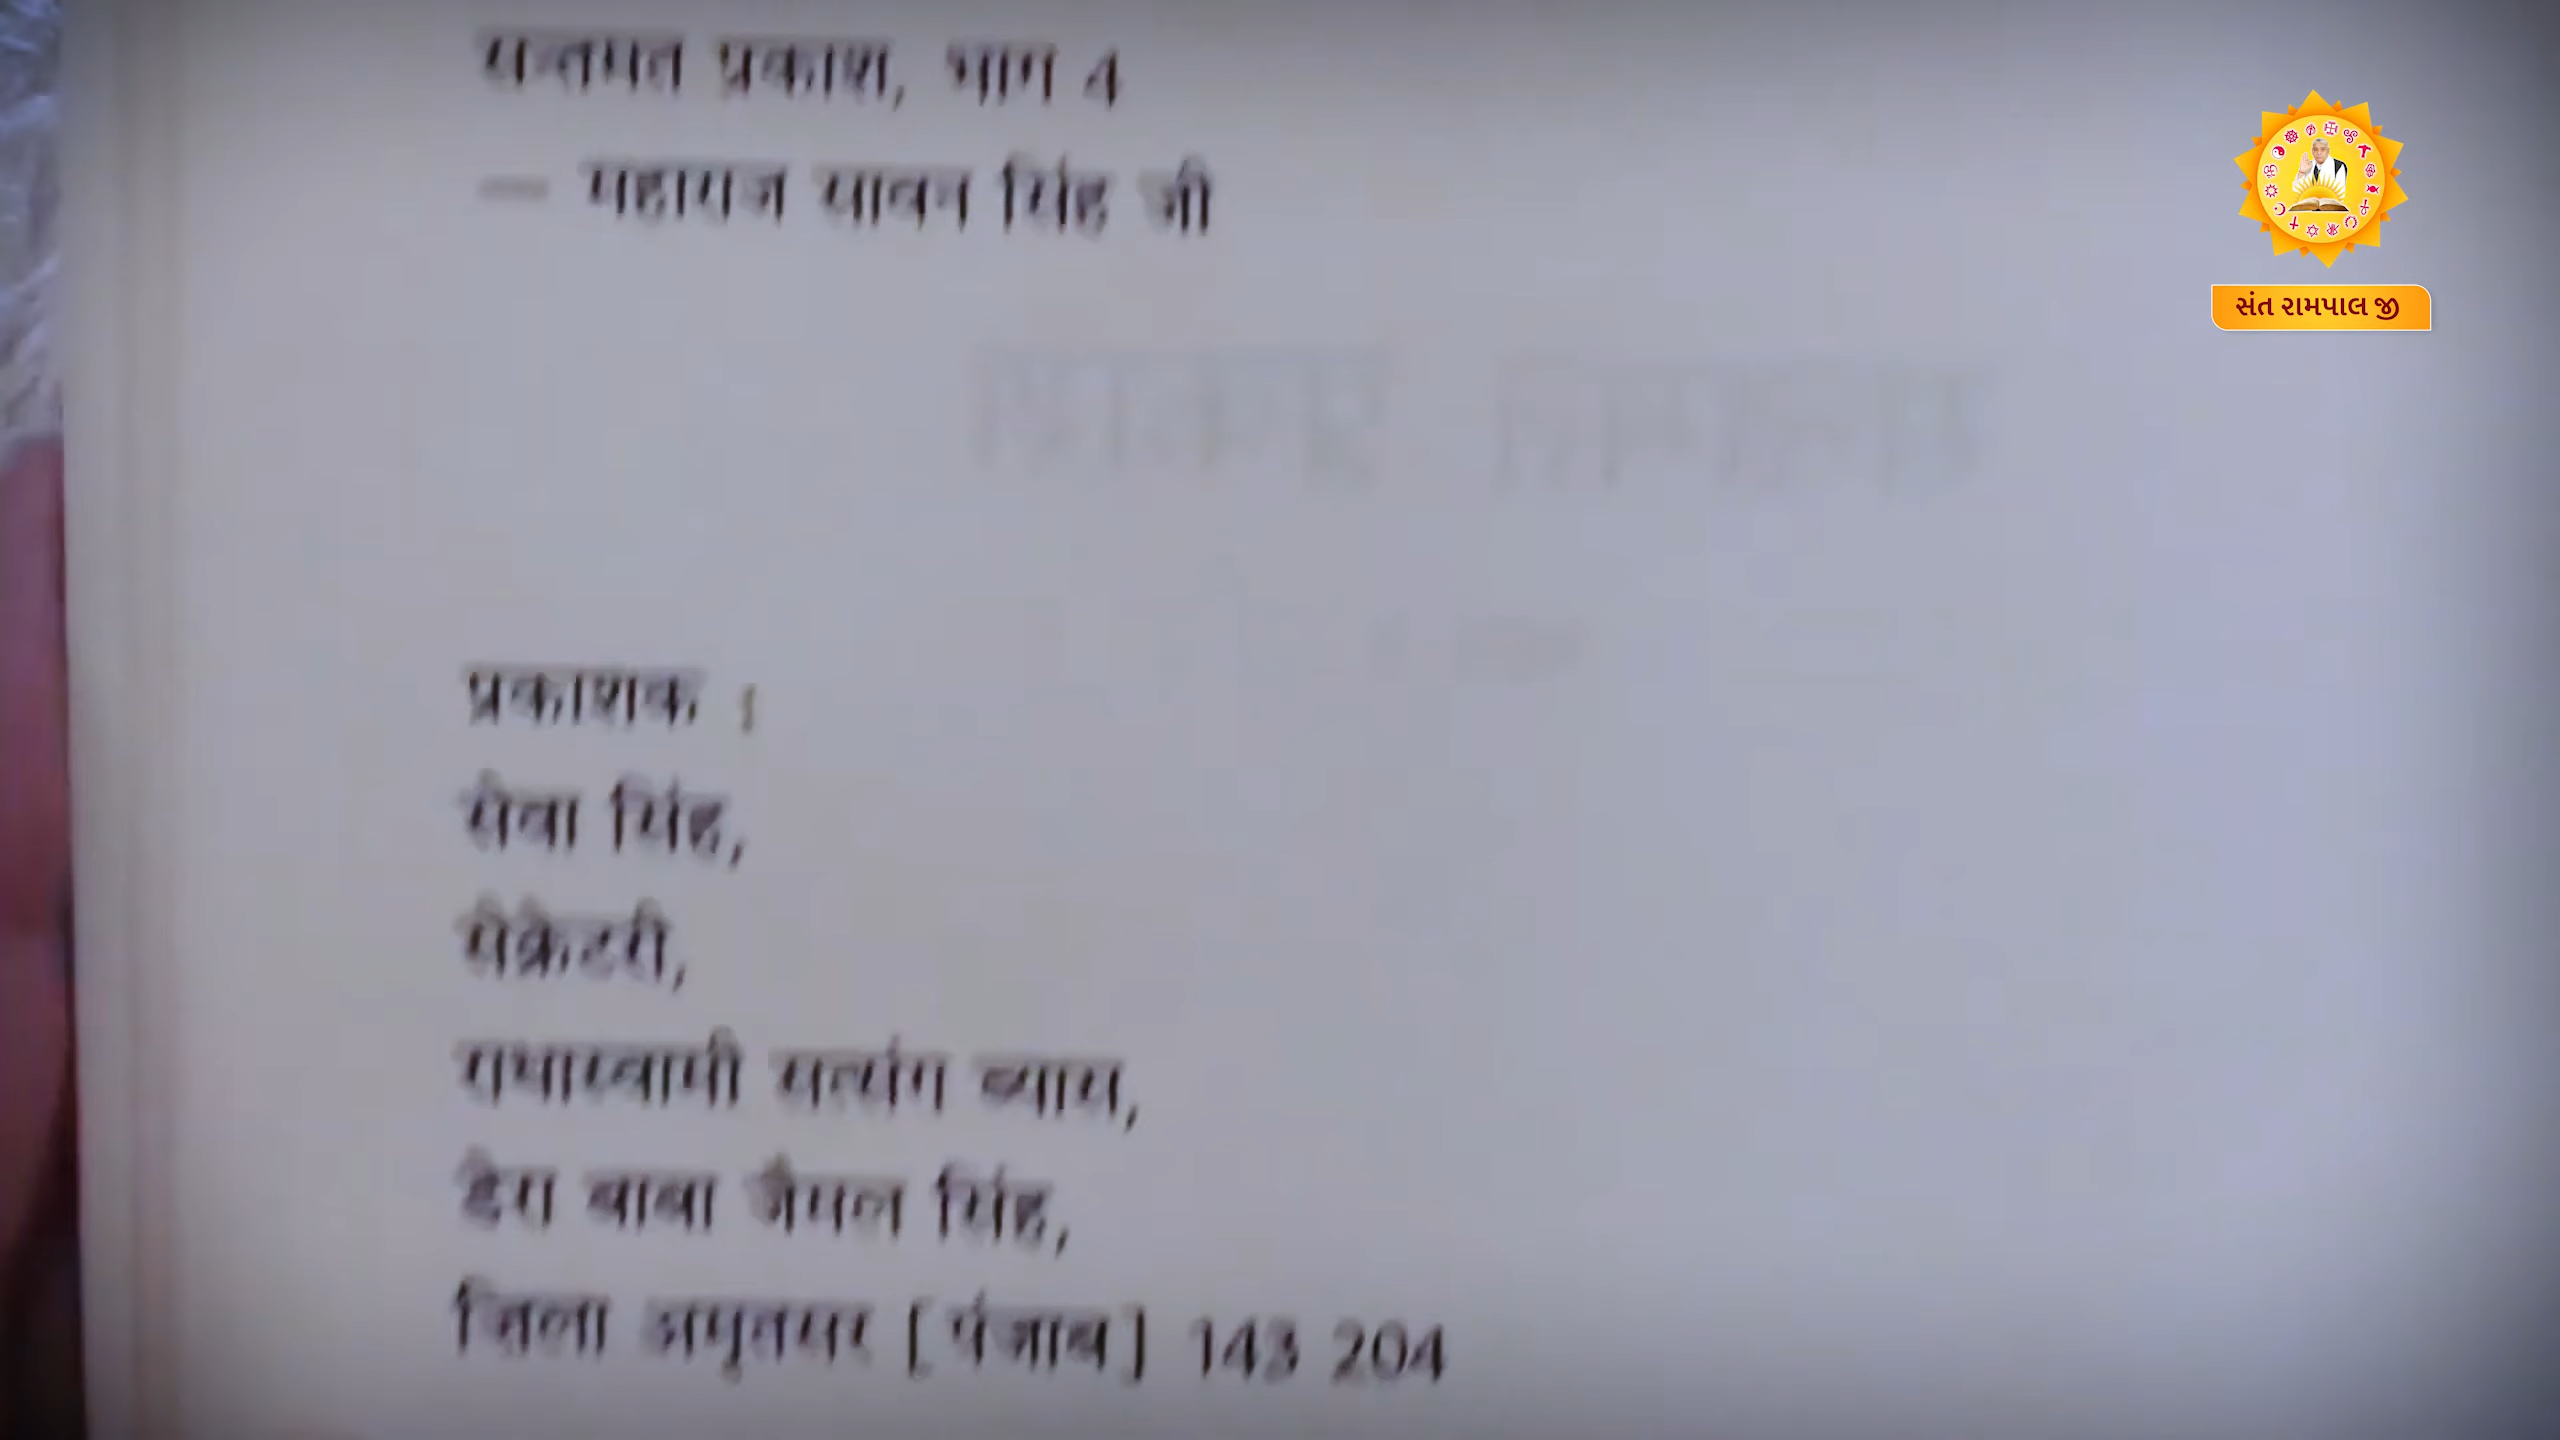 सन्तमत प्रकाश, भाग 4
— महाराज सावन सिंह जी
સંત રામપાલ જી
प्रकाशक :
सेवा सिंह,
सेक्रेटरी,
राधास्वामी सत्संग ब्यास,
डेरा बाबा जैमल सिंह,
ज़िला अमृतसर [पंजाब] 143 204